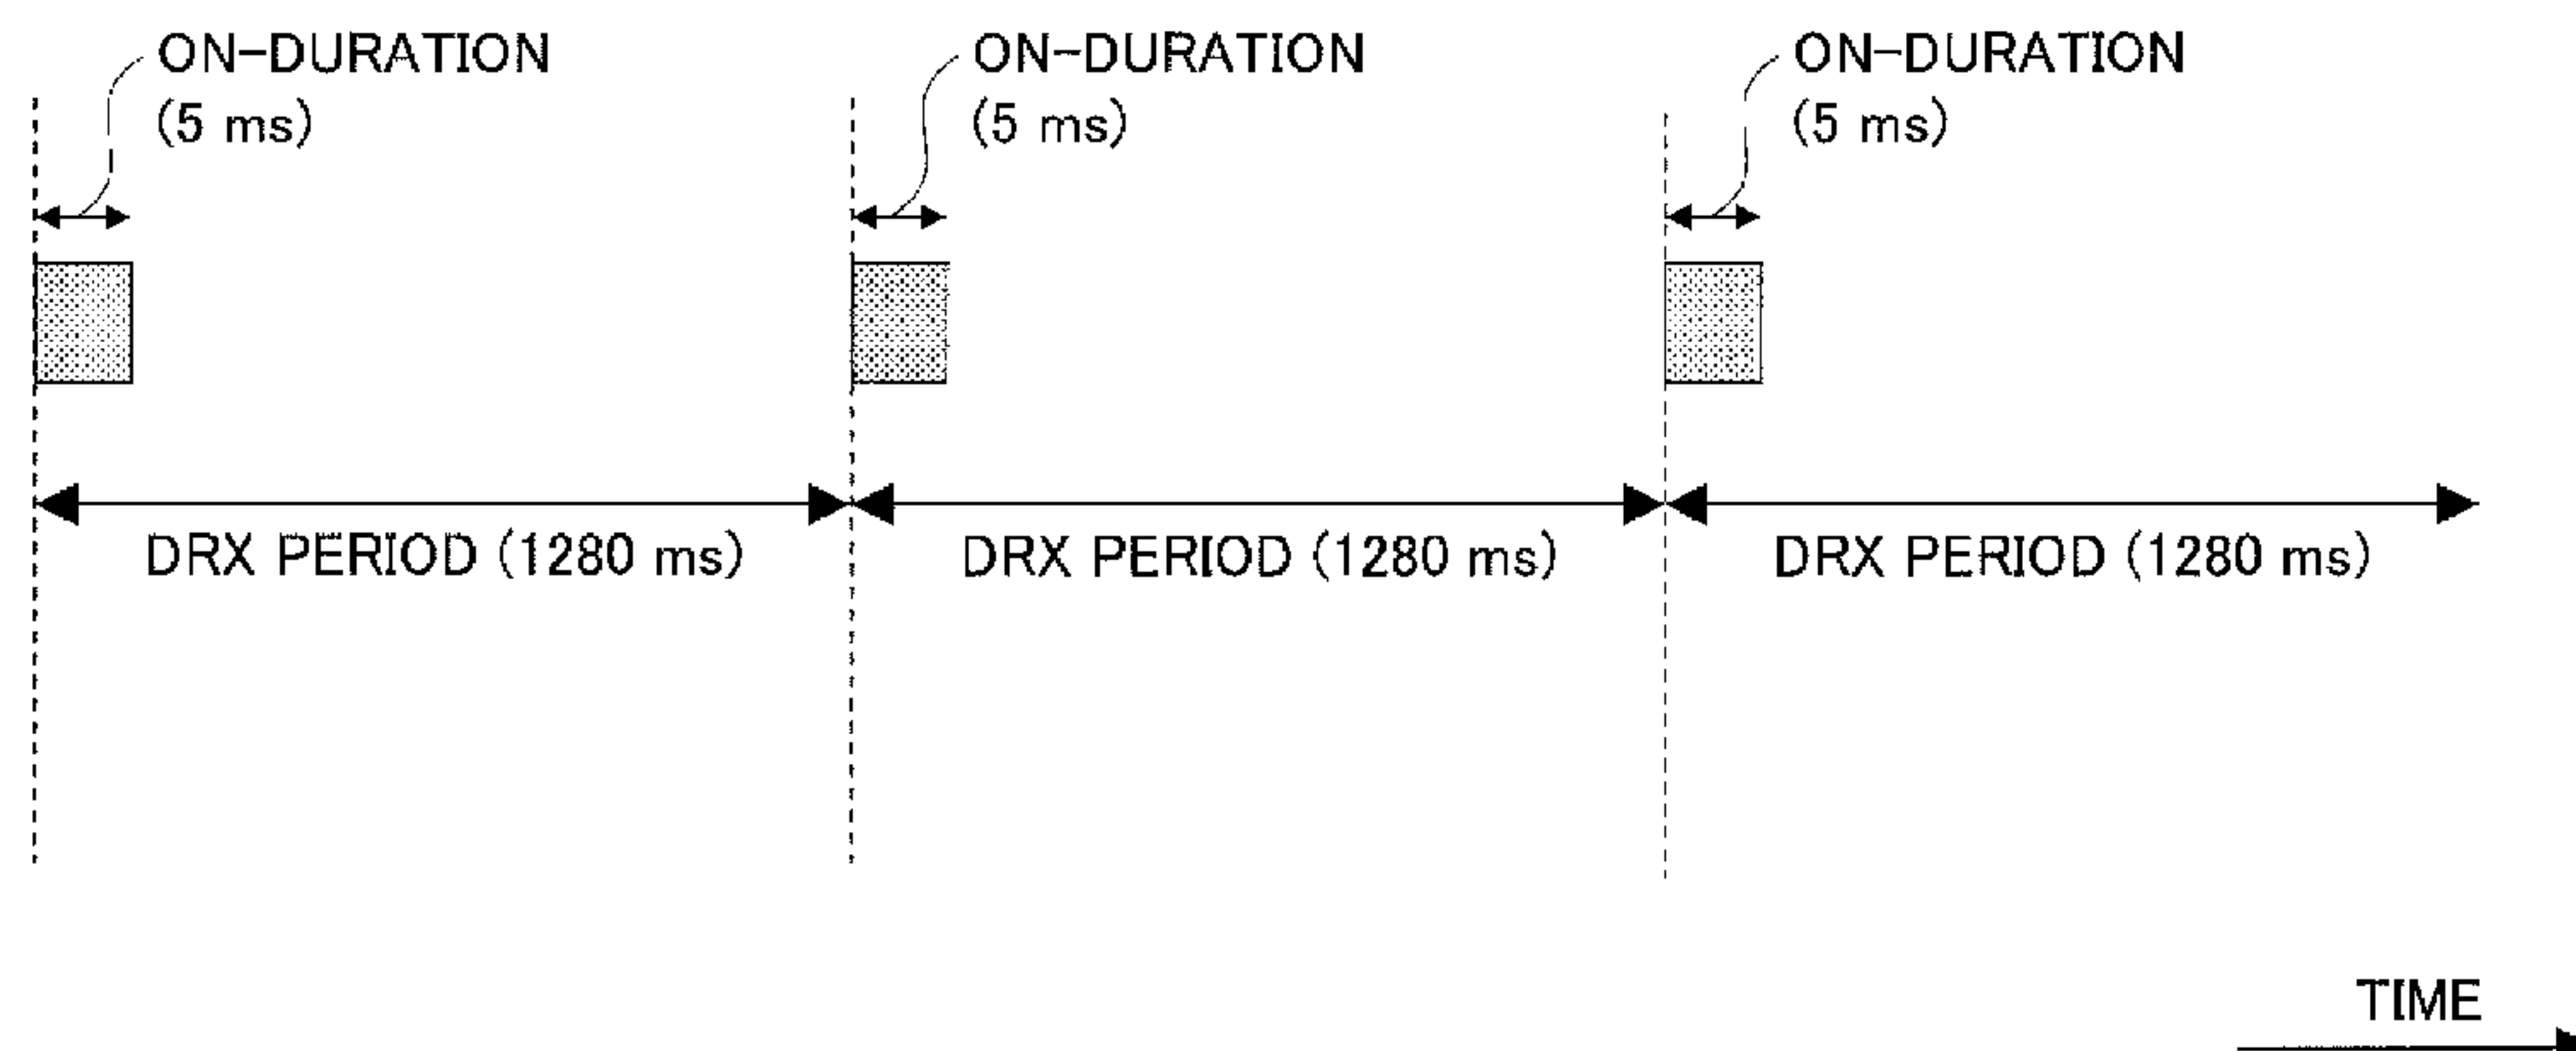 ON-DURATION
(5 ms)
ON-DURATION
(5 ms)
ON-DURATION
(5 ms)
DRX PERIOD (1280 ms)
DRX PERIOD (1280 ms)
DRX PERIOD (1280 ms)
TIME